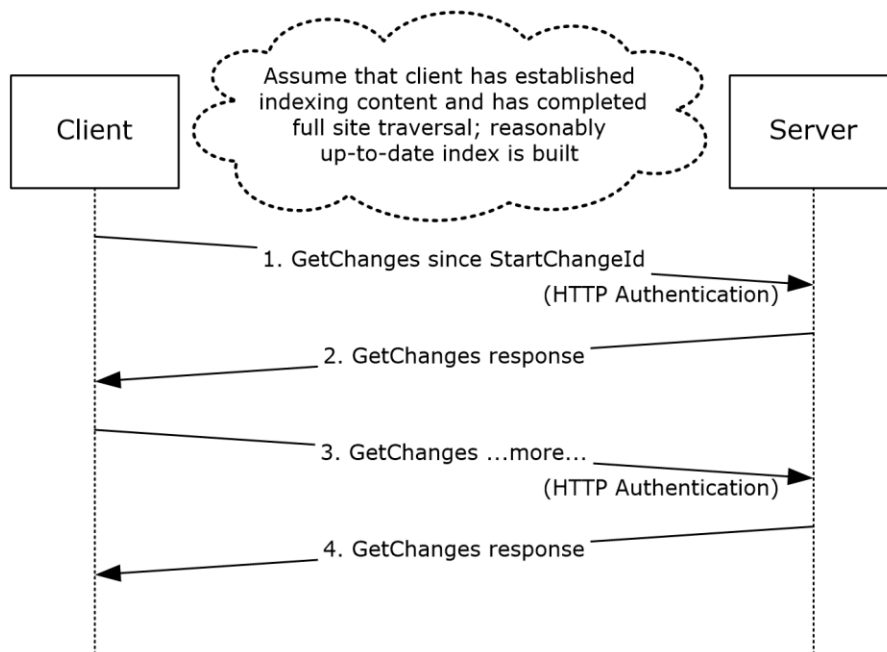 Client
Assume that client has established
indexing content and has completed
full site traversal; reasonably
up-to-date index is built
Server
1. GetChanges since StartChangeId
(HTTP Authentication)
2. GetChanges response
3. GetChanges ...more...
(HTTP Authentication)
4. GetChanges response